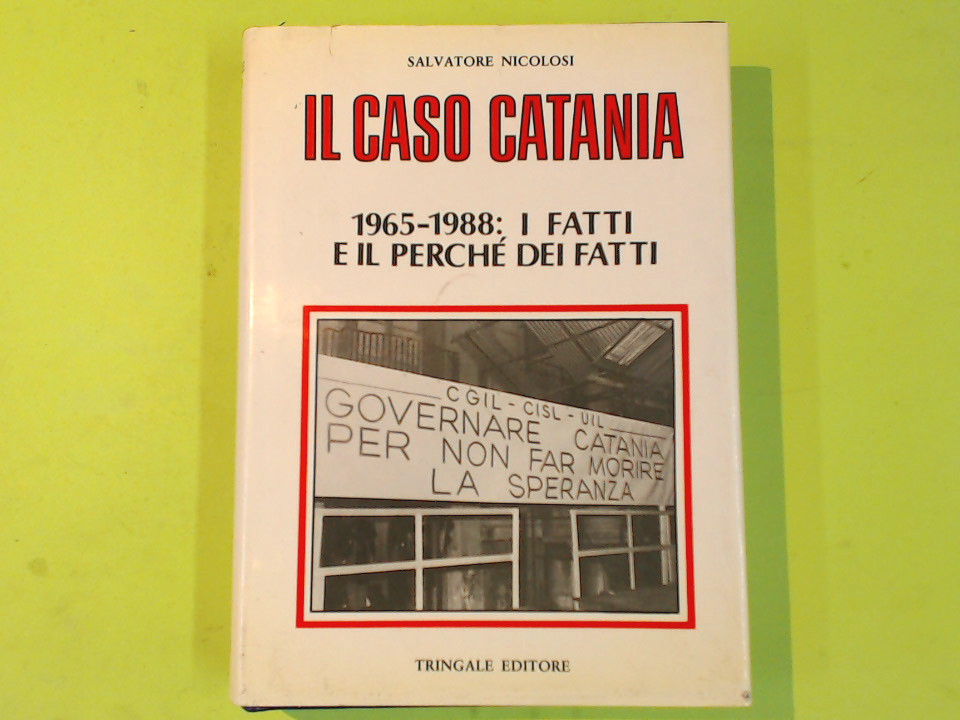 SALVATORE NICOLOSI
IL CASO CATANIA
1965-1988: I FATTI
E IL PERCHÉ DEI FATTI
CGIL - CISL - UIL
GOVERNARE CATANIA
PER NON FAR MORIRE
LA SPERANZA
TRINGALE EDITORE